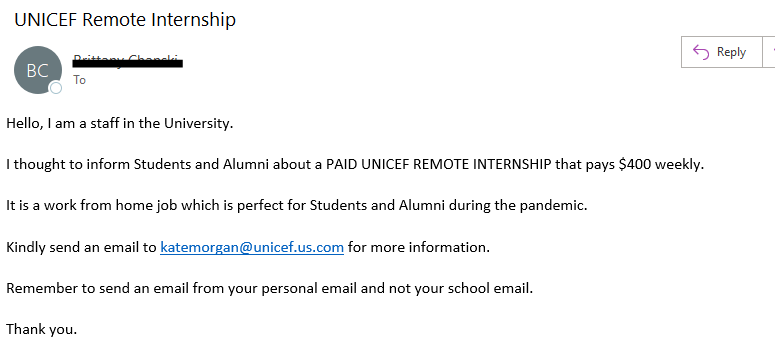 UNICEF Remote Internship
BC
To
Reply
Hello, I am a staff in the University.
I thought to inform Students and Alumni about a PAID UNICEF REMOTE INTERNSHIP that pays $400 weekly.
It is a work from home job which is perfect for Students and Alumni during the pandemic.
Kindly send an email to katemorgan@unicef.us.com for more information.
Remember to send an email from your personal email and not your school email.
Thank you.